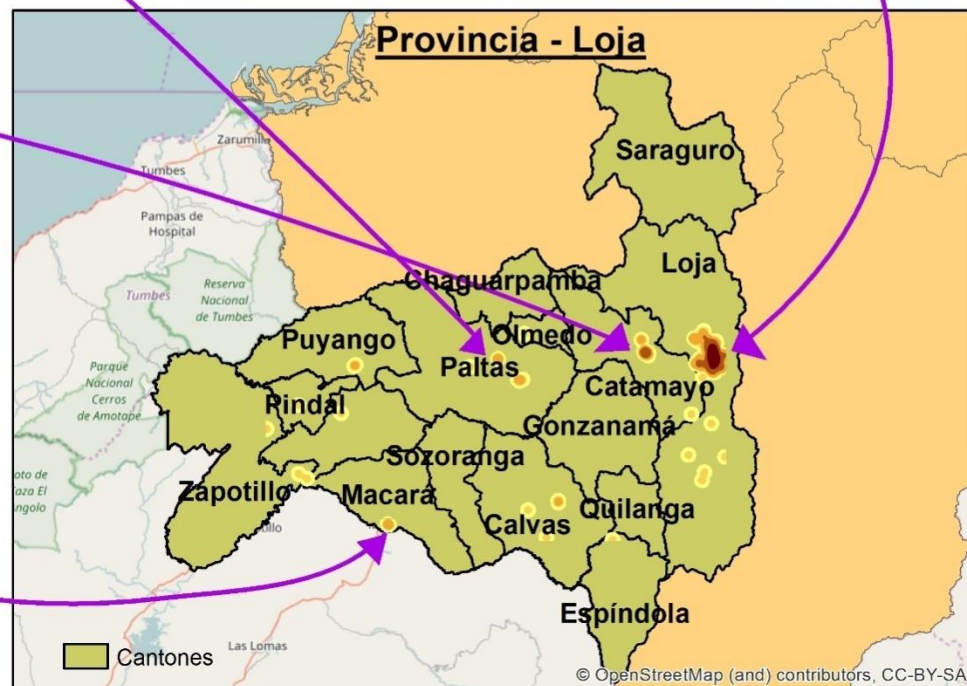 Provincia - Loja
Zarumilla
Tumbes
Saraguro
Pampas de
Hospital
Loja
Reserva
Nacional
de Tumbes
Tumbes
Chaguarpamba
Olmedo
Puyango
Paltas
Parque
Nacional
Cerros
de Amotape
Catamayo
Pindal
Gonzanamá
Sozoranga
Zapotillo
Macará
Quilanga
Calvas
Espíndola
Las Lomas
Cantones
© OpenStreetMap (and) contributors, CC-BY-SA